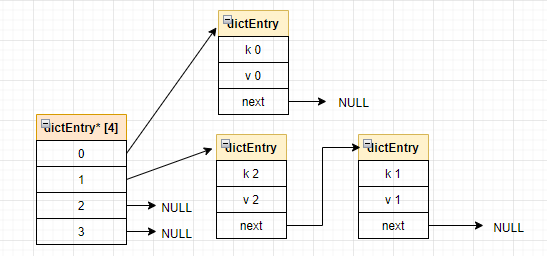 dictEntry
k 0
v 0
next
NULL
dictEntry* [4]
0
1
2
NULL
3
NULL
dictEntry
k 2
v 2
next
dictEntry
k 1
v 1
next
NULL